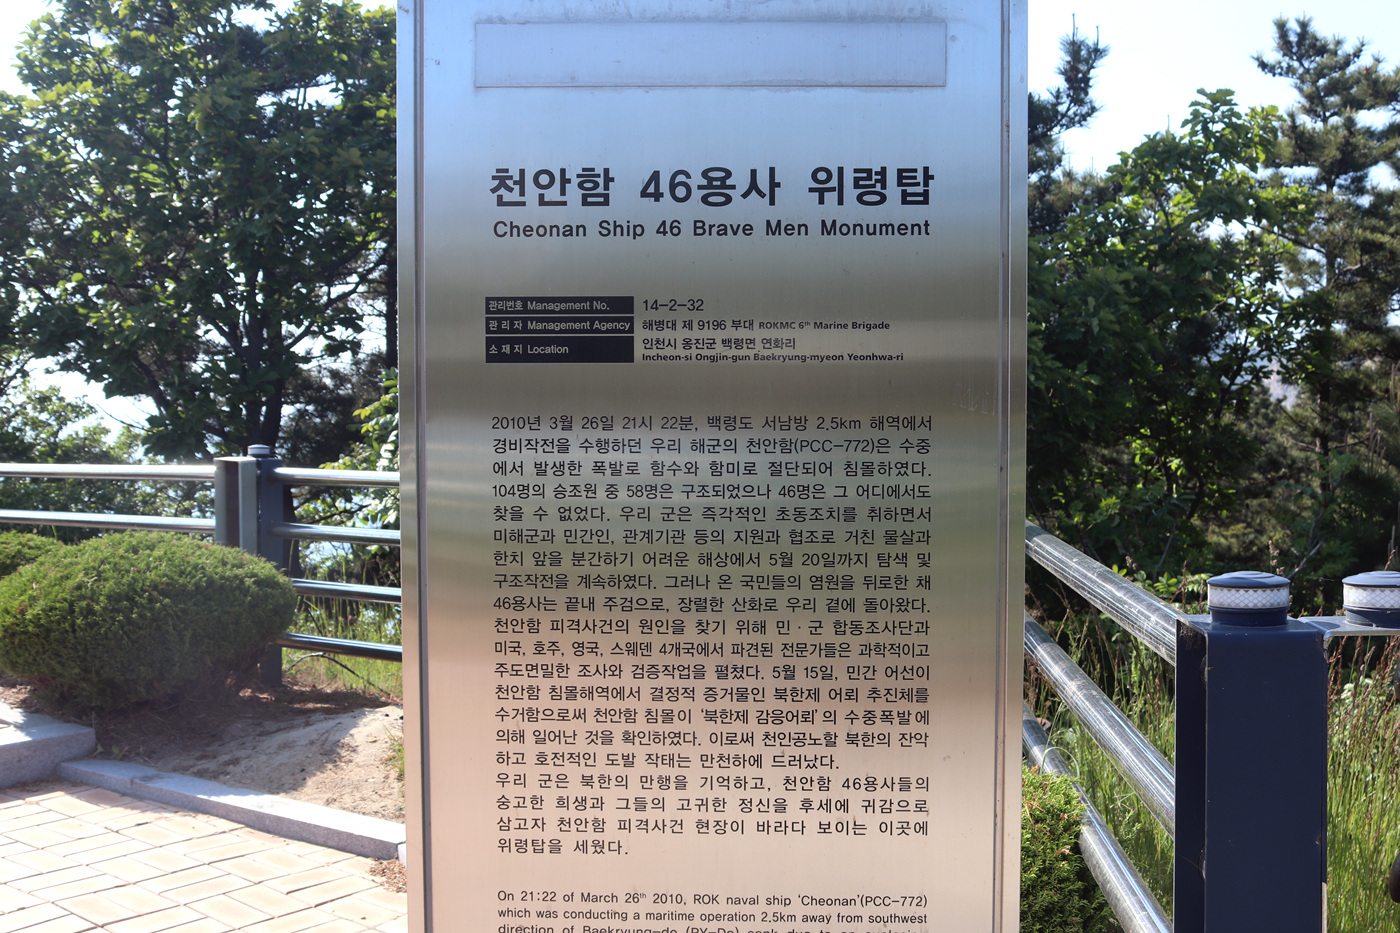 천안함 46용사 위령탑
Cheonan Ship 46 Brave Men Monument
관리번호 Management No. 14-2-32
관 리 자 Management Agency 해병대 제 9196 부대 ROKMC 6th Marine Brigade
소 재 지 Location 인천시 옹진군 백령면 연화리
Incheon-si Ongjin-gun Baekryung-myeon Yeonhwa-ri
2010년 3월 26일 21시 22분, 백령도 서남방 2.5km 해역에서
경비작전을 수행하던 우리 해군의 천안함(PCC-772)은 수중
에서 발생한 폭발로 함수와 함미로 절단되어 침몰하였다.
104명의 승조원 중 58명은 구조되었으나 46명은 그 어디에서도
찾을 수 없었다. 우리 군은 즉각적인 초동조치를 취하면서
미해군과 민간인, 관계기관 등의 지원과 협조로 거친 물살과
한치 앞을 분간하기 어려운 해상에서 5월 20일까지 탐색 및
구조작전을 계속하였다. 그러나 온 국민들의 염원을 뒤로한 채
46용사는 끝내 주검으로, 장렬한 산화로 우리 곁에 돌아왔다.
천안함 피격사건의 원인을 찾기 위해 민 · 군 합동조사단과
미국, 호주, 영국, 스웨덴 4개국에서 파견된 전문가들은 과학적이고
주도면밀한 조사와 검증작업을 펼쳤다. 5월 15일, 민간 어선이
천안함 침몰해역에서 결정적 증거물인 북한제 어뢰 추진체를
수거함으로써 천안함 침몰이 '북한제 감응어뢰'의 수중폭발에
의해 일어난 것을 확인하였다. 이로써 천인공노할 북한의 잔악
하고 호전적인 도발 작태는 만천하에 드러났다.
우리 군은 북한의 만행을 기억하고, 천안함 46용사들의
숭고한 희생과 그들의 고귀한 정신을 후세에 귀감으로
삼고자 천안함 피격사건 현장이 바라다 보이는 이곳에
위령탑을 세웠다.
On 21:22 of March 26th 2010, ROK naval ship 'Cheonan'(PCC-772)
which was conducting a maritime operation 2.5km away from southwest
direction of Baekryung-do (BY-Do) sank due to an